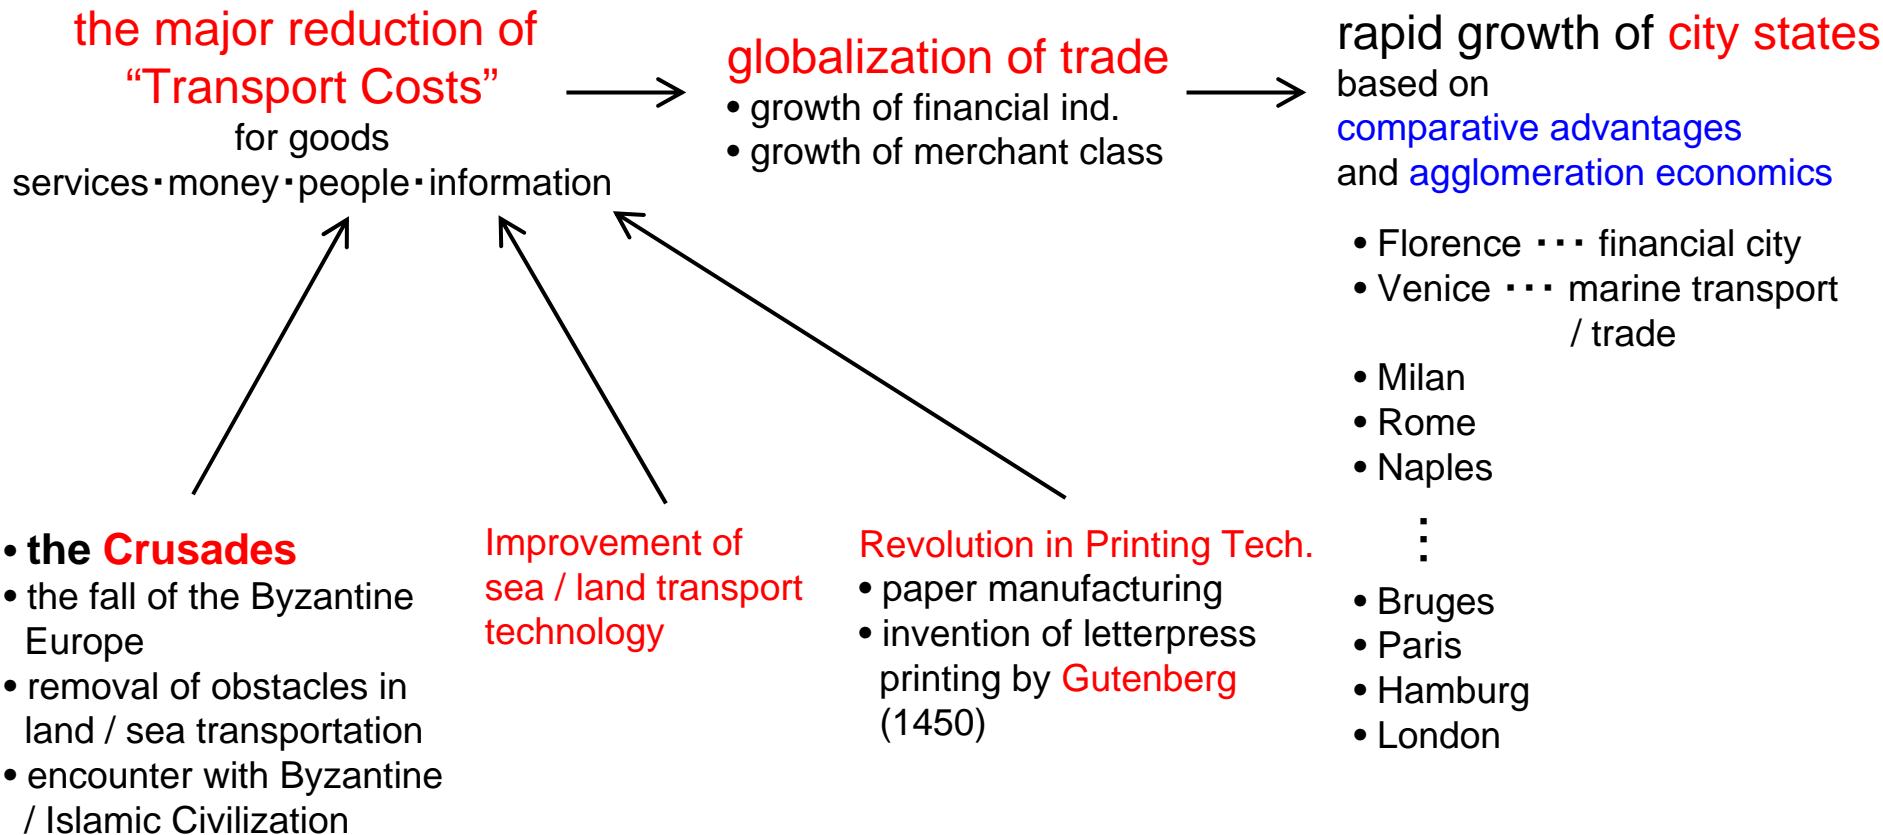 the major reduction of
“Transport Costs”
for goods
services・money・people・information
globalization of trade
• growth of financial ind.
• growth of merchant class
rapid growth of city states
based on
comparative advantages
and agglomeration economics
• Florence ・・・ financial city
• Venice ・・・ marine transport
/ trade
• Milan
• Rome
• Naples
⋮
• Bruges
• Paris
• Hamburg
• London
• the Crusades
• the fall of the Byzantine
Europe
• removal of obstacles in
land / sea transportation
• encounter with Byzantine
/ Islamic Civilization
Improvement of
sea / land transport
technology
Revolution in Printing Tech.
• paper manufacturing
• invention of letterpress
printing by Gutenberg
(1450)